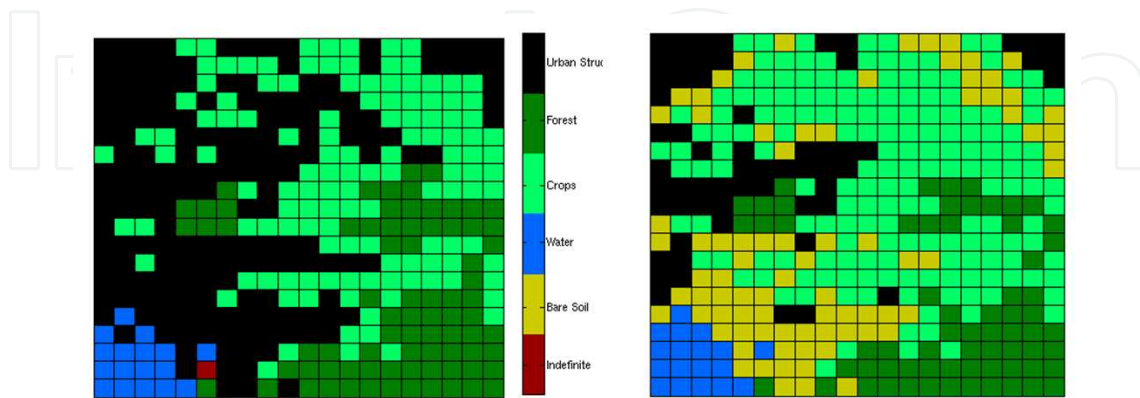 Urban Struc
Forest
Crops
Water
Bare Soil
Indefinite